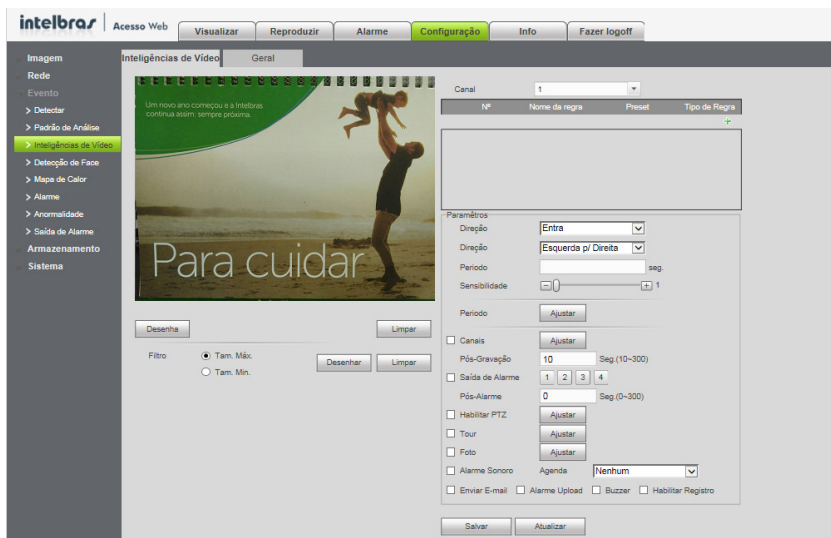 intelbras Acesso Web
Visualizar Reproduzir Alarme Configuração Info Fazer logoff
Imagem
Rede
Evento
> Detectar
> Padrão de Análise
> Inteligências de Vídeo
> Detecção de Face
> Mapa de Calor
> Alarme
> Anormalidade
> Saída de Alarme
Armazenamento
Sistema
Inteligências de Vídeo Geral
Um novo ano começou e a Intelbras
continua assim: sempre próxima.
Para cuidar
Desenha Limpar
Filtro Tam. Máx. Desenhar Limpar
Tam. Min.
Canal 1
Nº Nome da regra Preset Tipo de Regra
+
Paramêtros
Direção Entra
Direção Esquerda p/ Direita
Periodo seg.
Sensibilidade - + 1
Periodo Ajustar
Canais Ajustar
Pós-Gravação 10 Seg.(10~300)
Saída de Alarme 1 2 3 4
Pós-Alarme 0 Seg.(0~300)
Habilitar PTZ Ajustar
Tour Ajustar
Foto Ajustar
Alarme Sonoro Agenda Nenhum
Enviar E-mail Alarme Upload Buzzer Habilitar Registro
Salvar Atualizar